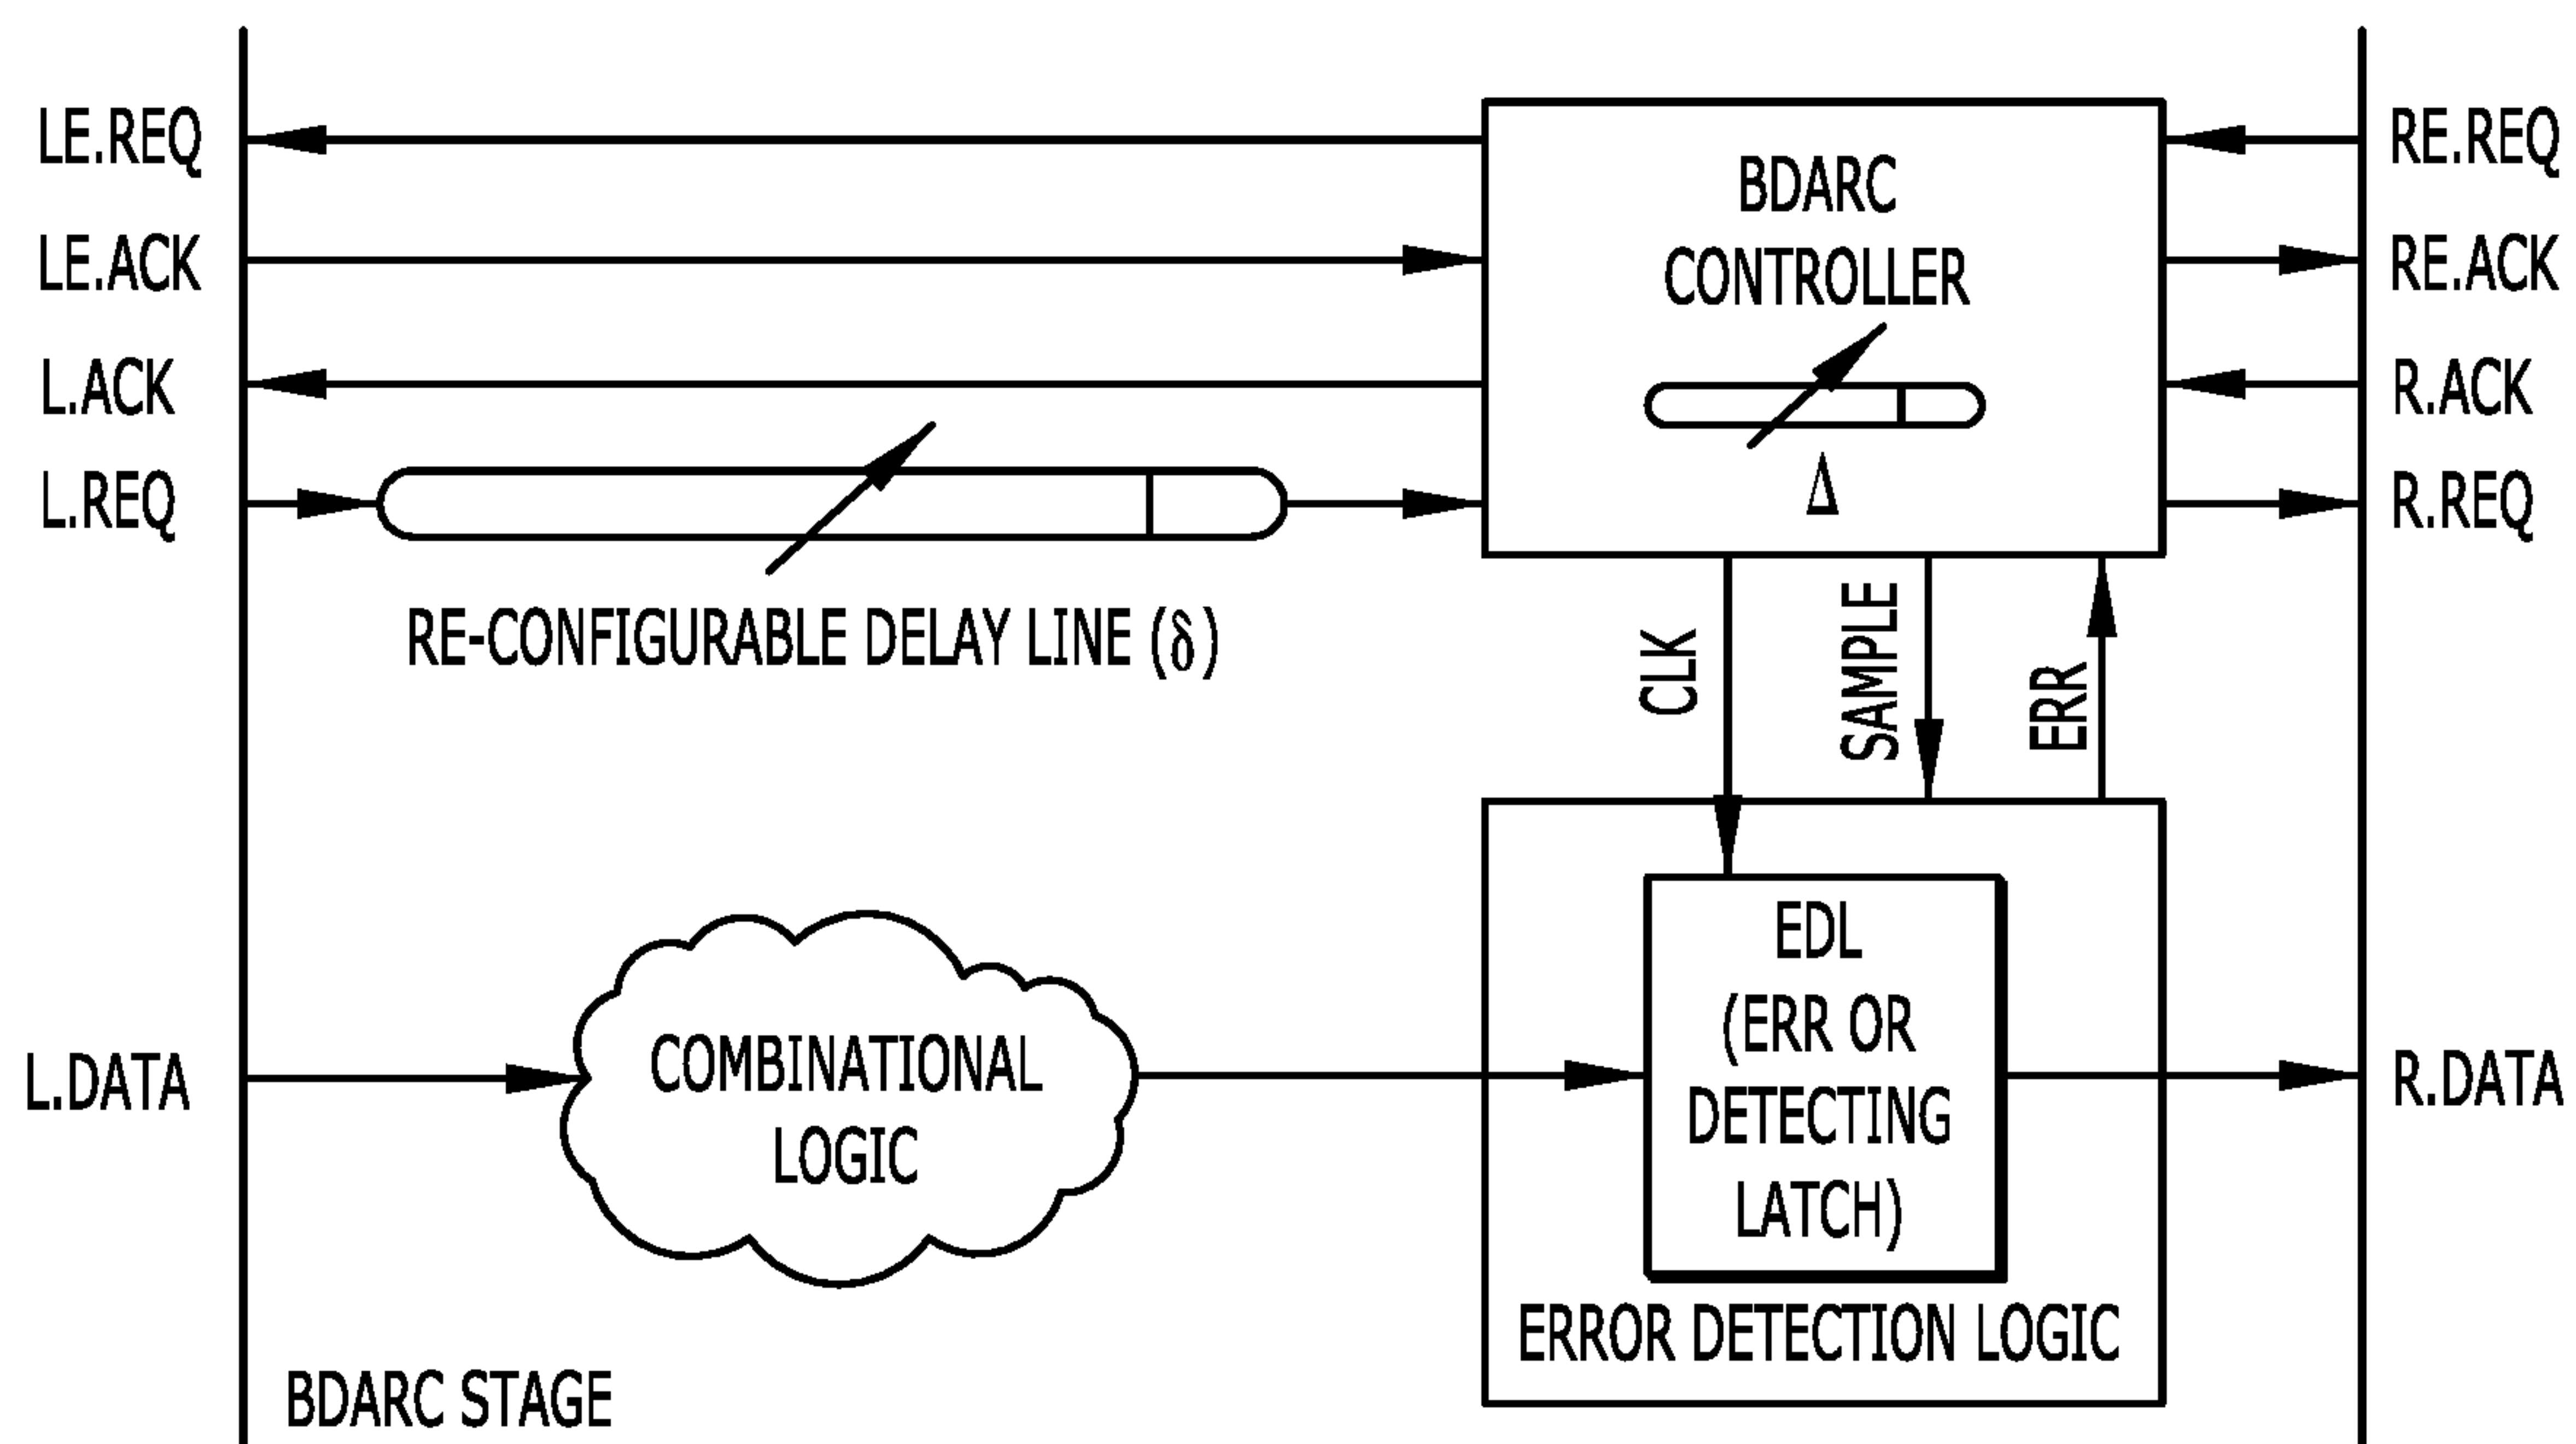 LE.REQ
LE.ACK
L.ACK
L.REQ
L.DATA
BDARC
CONTROLLER
Δ
RE.REQ
RE.ACK
R.ACK
R.REQ
R.DATA
RE-CONFIGURABLE DELAY LINE (δ)
CLK
SAMPLE
ERR
COMBINATIONAL
LOGIC
EDL
(ERR OR
DETECTING
LATCH)
ERROR DETECTION LOGIC
BDARC STAGE